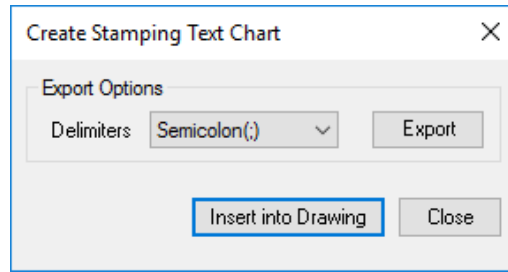 Create Stamping Text Chart
Export Options
Delimiters Semicolon(;) Export
Insert into Drawing Close